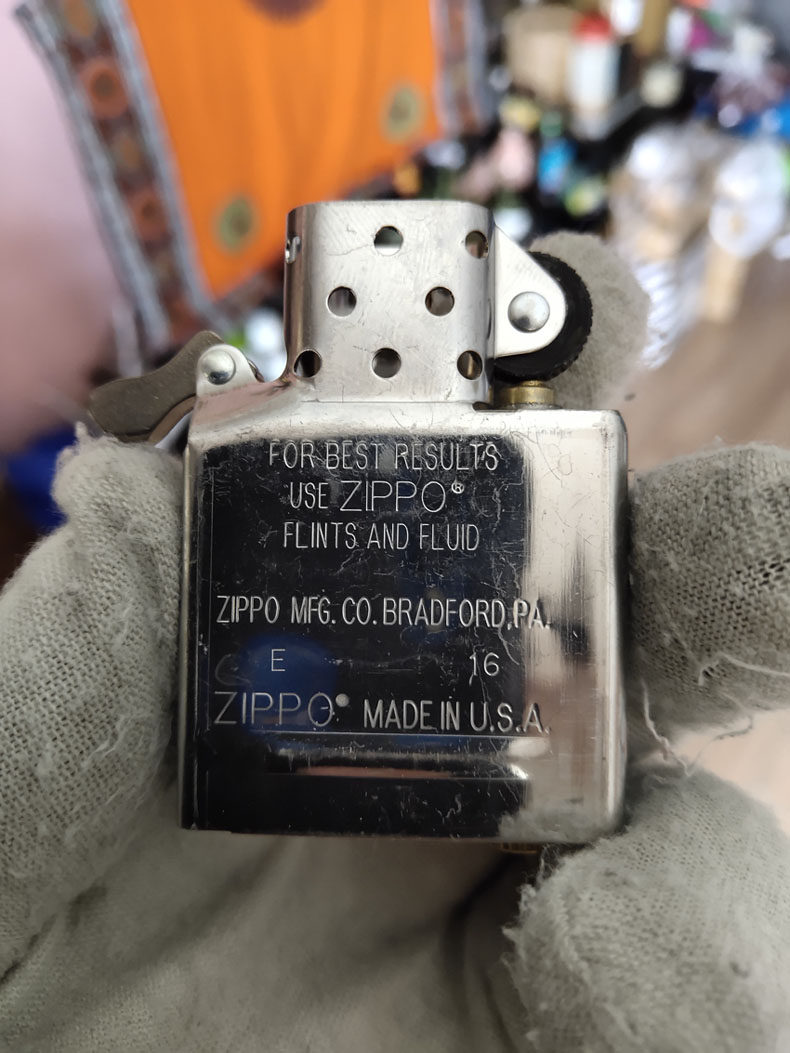 FOR BEST RESULTS
USE ZIPPO®
FLINTS AND FLUID
ZIPPO MFG. CO. BRADFORD, PA.
E 16
ZIPPO® MADE IN U.S.A.